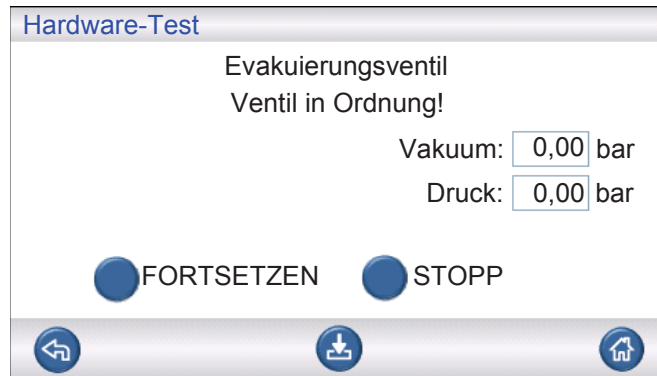 Hardware-Test
Evakuierungsventil
Ventil in Ordnung!
Vakuum: 0,00 bar
Druck: 0,00 bar
FORTSETZEN STOPP